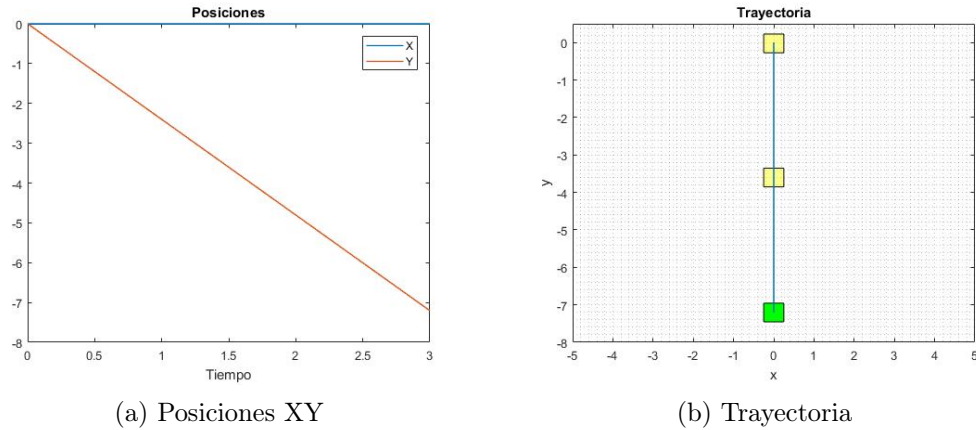 Posiciones
0
-1
-2
-3
-4
-5
-6
-7
-8
0 0.5 1 1.5 2 2.5 3
Tiempo
X
Y
(a) Posiciones XY
Trayectoria
0
-1
-2
-3
-4
-5
-6
-7
-8
y
-5 -4 -3 -2 -1 0 1 2 3 4 5
x
(b) Trayectoria